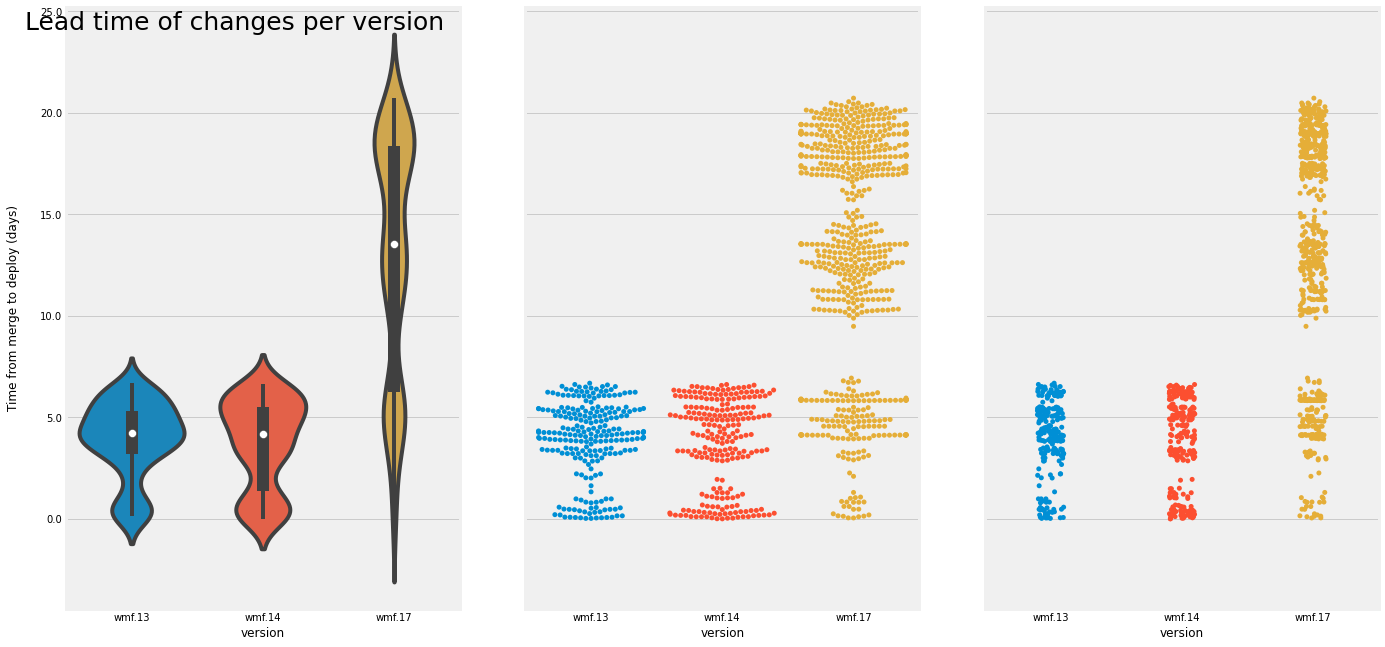 Lead time of changes per version
25.0
20.0
15.0
10.0
5.0
0.0
Time from merge to deploy (days)
wmf.13 wmf.14 wmf.17
version
wmf.13 wmf.14 wmf.17
version
wmf.13 wmf.14 wmf.17
version